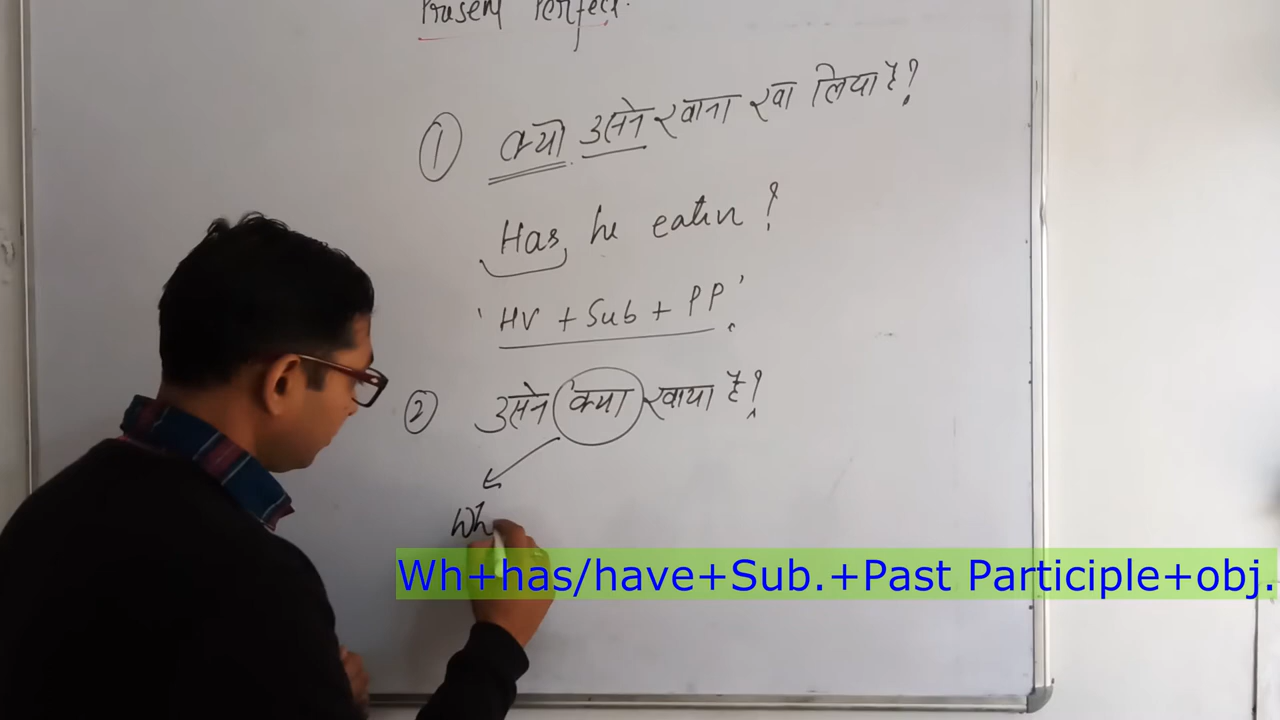 Present Perfect.
① क्यों उसने खाना खा लिया है?
Has he eaten?
'HV + Sub + PP'.
② उसने क्या खाया है?
Wh
Wh+has/have+Sub.+Past Participle+obj.